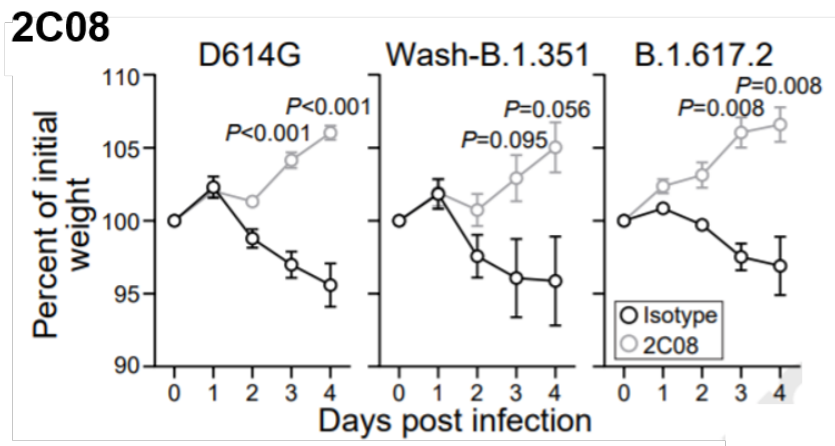 2C08
D614G
Wash-B.1.351
B.1.617.2
Percent of initial
weight
110
105
100
95
90
P<0.001
P<0.001
P=0.095
P=0.056
P=0.008
P=0.008
Isotype
2C08
0 1 2 3 4
0 1 2 3 4
0 1 2 3 4
Days post infection